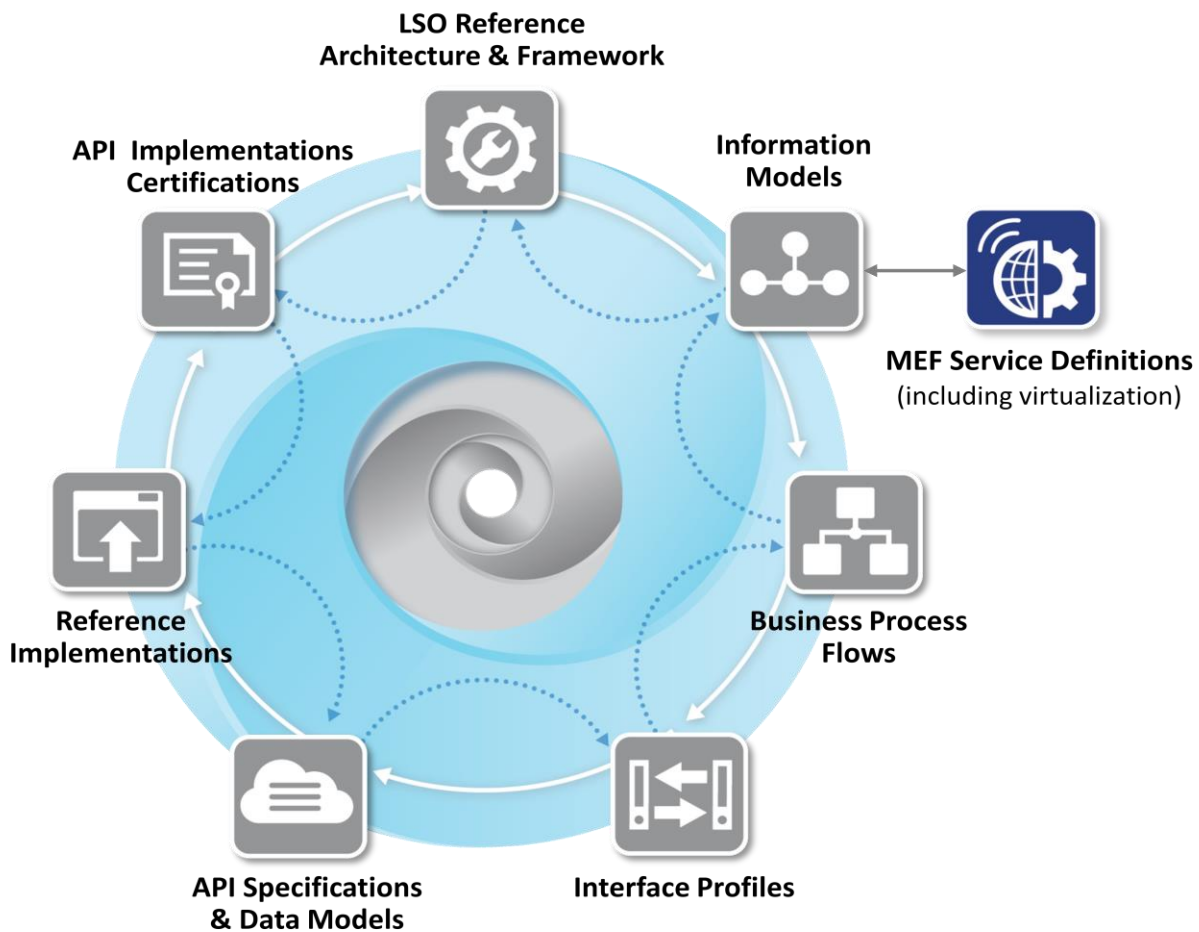 LSO Reference
Architecture & Framework
API Implementations
Certifications
Information
Models
MEF Service Definitions
(including virtualization)
Reference
Implementations
Business Process
Flows
API Specifications
& Data Models
Interface Profiles